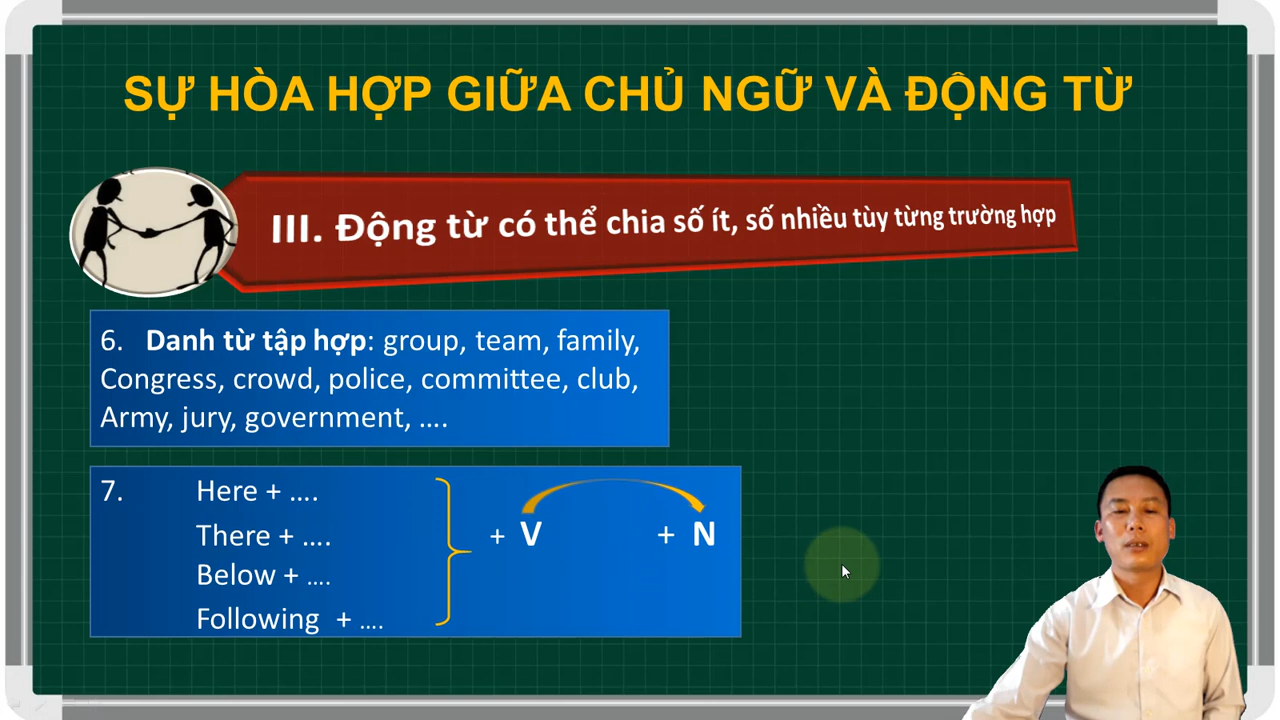 SỰ HÒA HỢP GIỮA CHỦ NGỮ VÀ ĐỘNG TỪ
III. Động từ có thể chia số ít, số nhiều tùy từng trường hợp
6. Danh từ tập hợp: group, team, family,
Congress, crowd, police, committee, club,
Army, jury, government, ....
7. Here + ....
There + ....
Below + ....
Following + ....
+ V + N